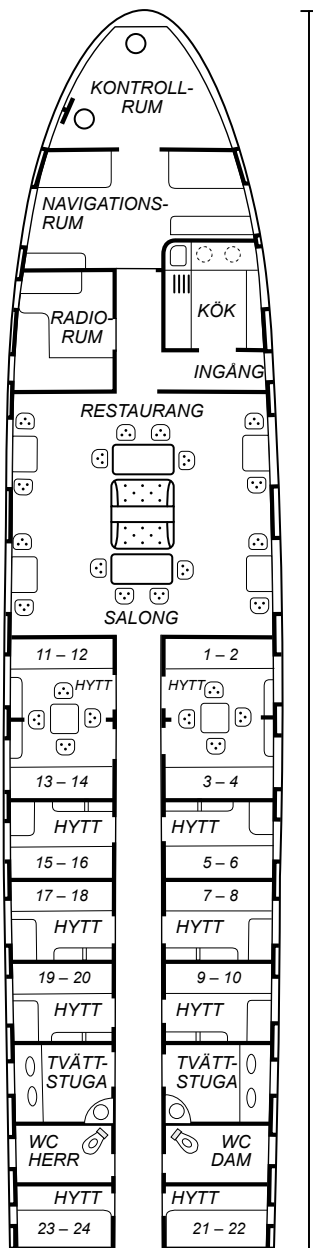 KONTROLL-
RUM
NAVIGATIONS-
RUM
RADIO-
RUM
KÖK
INGÅNG
RESTAURANG
SALONG
11 – 12
1 – 2
HYTT
HYTT
13 – 14
3 – 4
HYTT
HYTT
15 – 16
5 – 6
17 – 18
7 – 8
HYTT
HYTT
19 – 20
9 – 10
HYTT
HYTT
TVÄTT-
STUGA
TVÄTT-
STUGA
WC
HERR
WC
DAM
HYTT
HYTT
23 – 24
21 – 22